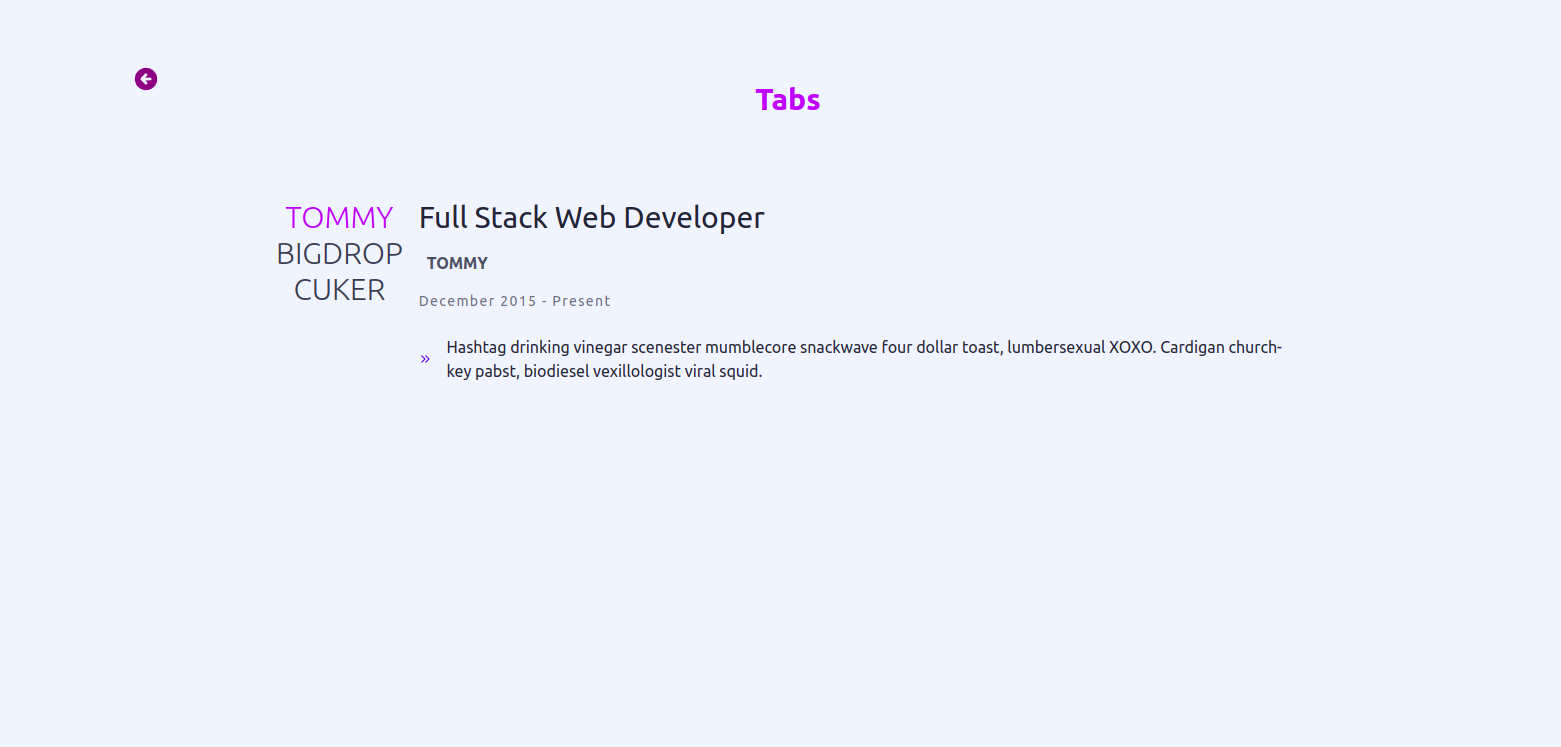 Tabs
TOMMY
BIGDROP
CUKER
Full Stack Web Developer
TOMMY
December 2015 - Present
Hashtag drinking vinegar scenester mumblecore snackwave four dollar toast, lumbersexual XOXO. Cardigan church-
key pabst, biodiesel vexillologist viral squid.